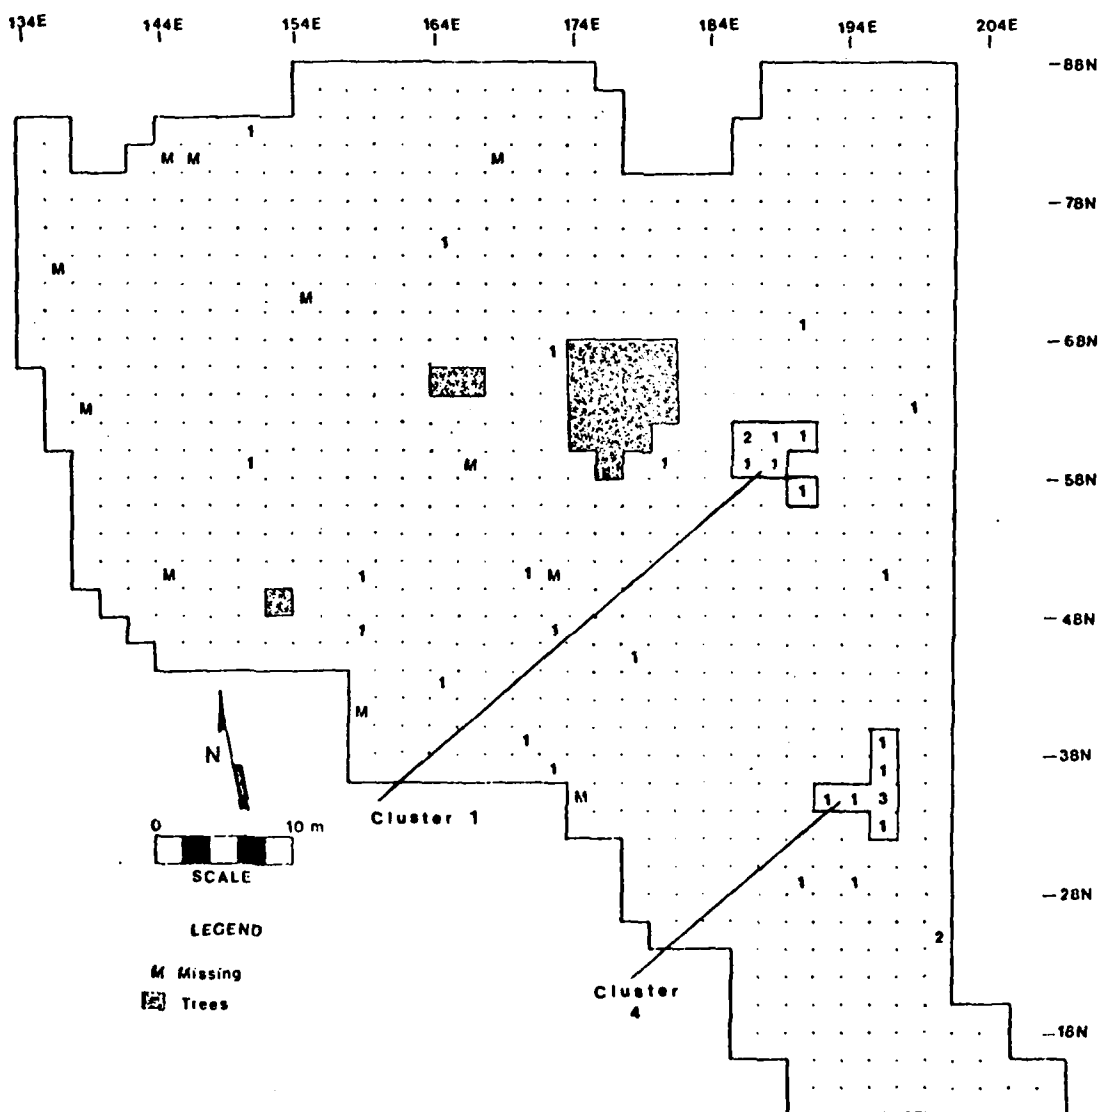 134E 144E 154E 164E 174E 184E 194E 204E
88N
1
M M M
78N
1
M
M
1
68N
1
M 1
2 1 1
1 M 1 1 1
58N
1
M 1 1 M 1
48N
1 1
1
1
M
1 1
38N
1 1
M 1 1 3
1
N
Cluster 1
0 10 m
SCALE
1 1
28N
LEGEND
2
M Missing
Trees
Cluster
4
18N